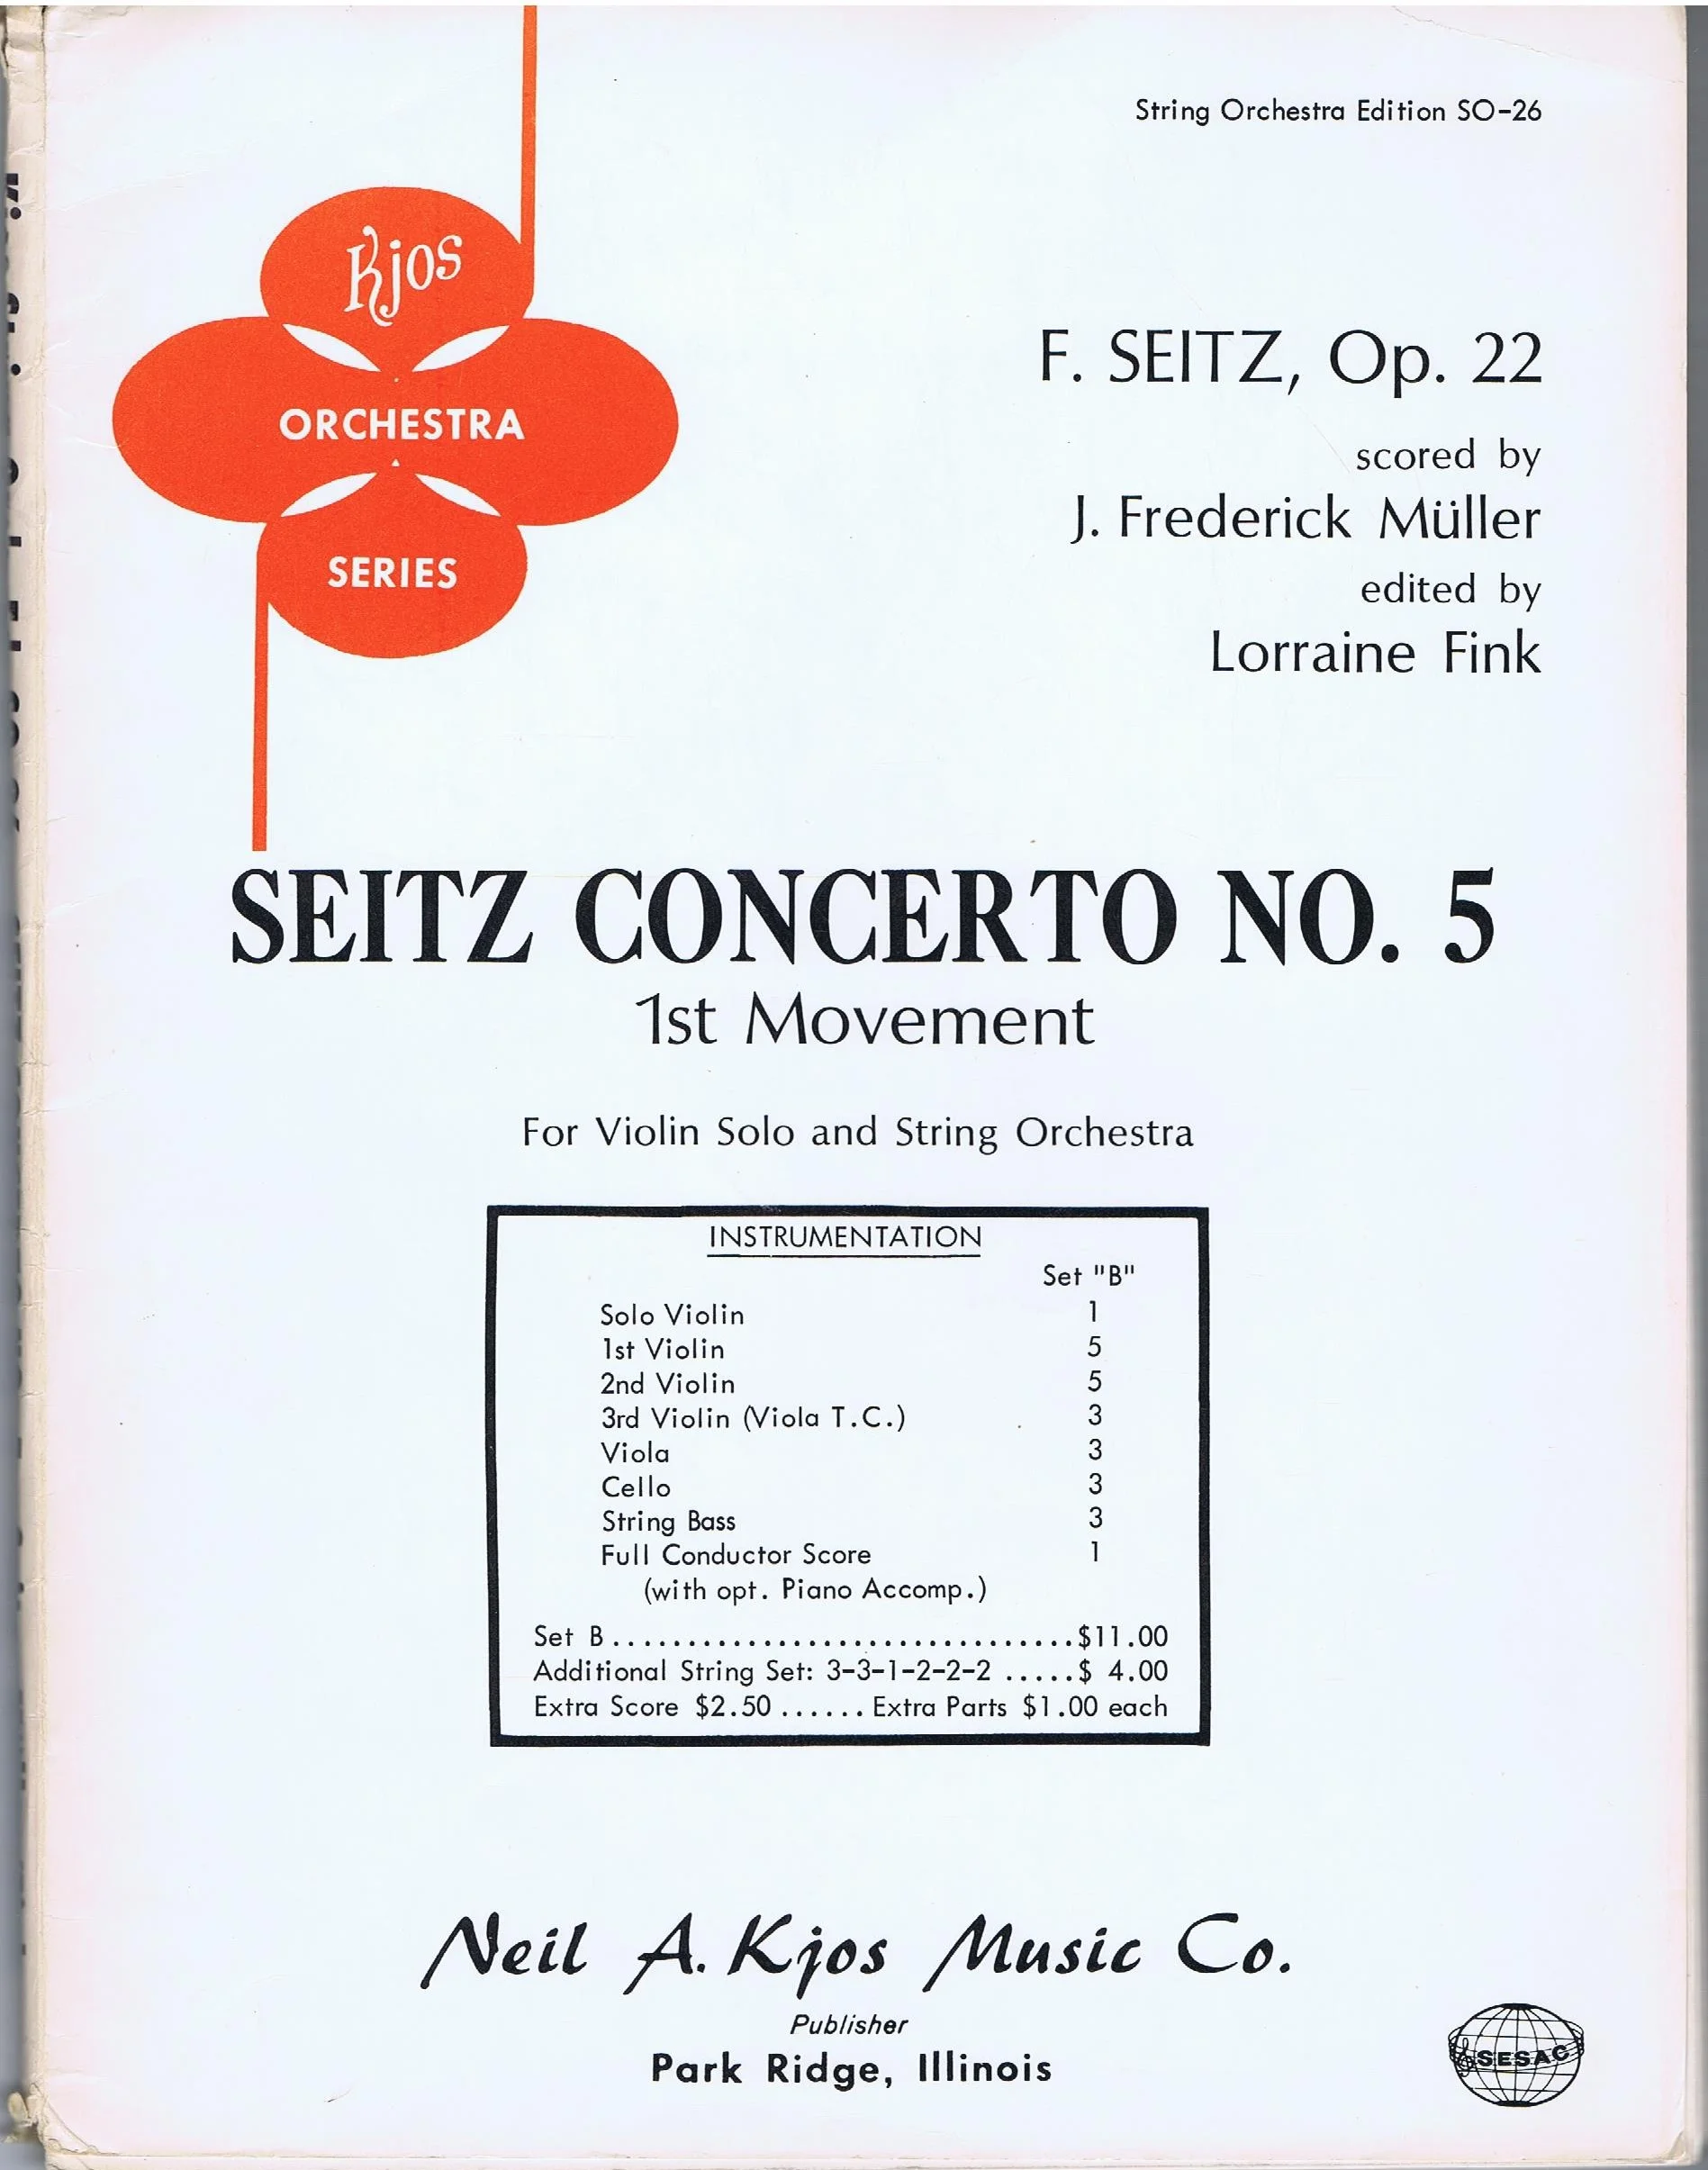 String Orchestra Edition SO-26
Kjos
ORCHESTRA
SERIES
F. SEITZ, Op. 22
scored by
J. Frederick Müller
edited by
Lorraine Fink
SEITZ CONCERTO NO. 5
1st Movement
For Violin Solo and String Orchestra
INSTRUMENTATION
Set "B"
Solo Violin 1
1st Violin 5
2nd Violin 5
3rd Violin (Viola T.C.) 3
Viola 3
Cello 3
String Bass 3
Full Conductor Score 1
(with opt. Piano Accomp.)
Set B...............................$11.00
Additional String Set: 3-3-1-2-2-2 .....$ 4.00
Extra Score $2.50 ...... Extra Parts $1.00 each
Neil A. Kjos Music Co.
Publisher
Park Ridge, Illinois
SESAC